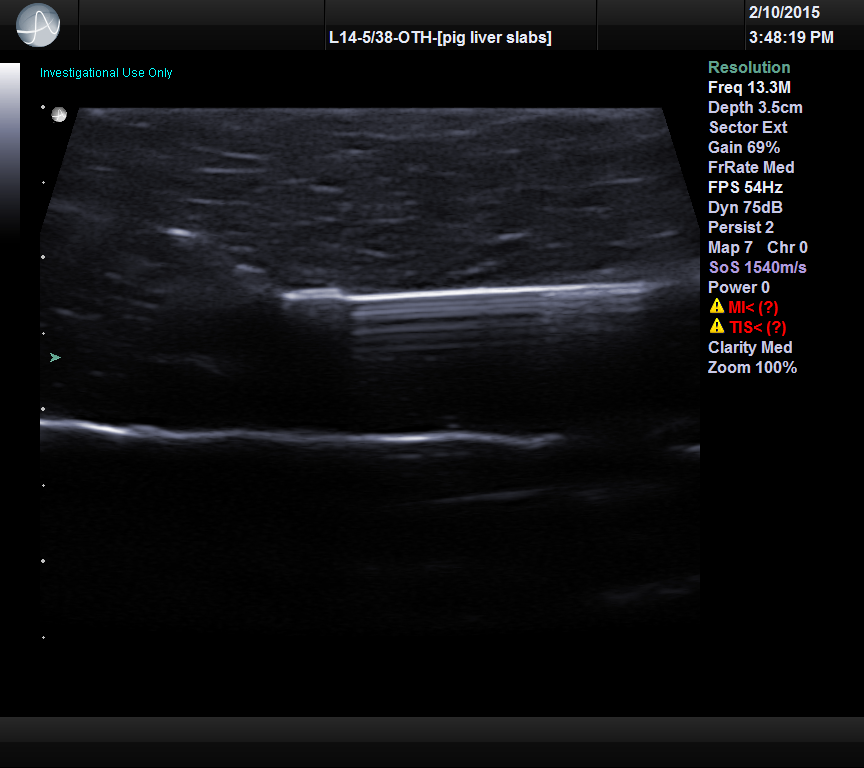 2/10/2015
L14-5/38-OTH-[pig liver slabs]
3:48:19 PM
Investigational Use Only
Resolution
Freq 13.3M
Depth 3.5cm
Sector Ext
Gain 69%
FrRate Med
FPS 54Hz
Dyn 75dB
Persist 2
Map 7 Chr 0
SoS 1540m/s
Power 0
MI< (?)
TIS< (?)
Clarity Med
Zoom 100%